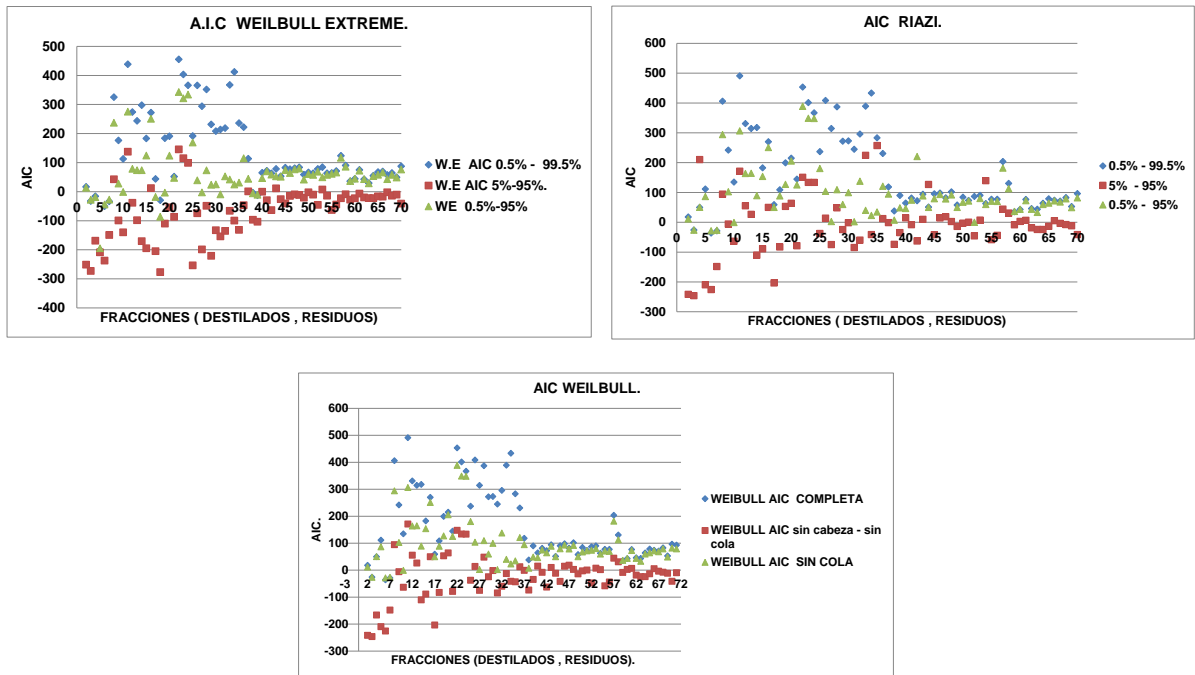 A.I.C WEILBULL EXTREME.
500
400
300
200
100
0
-100
-200
-300
-400
AIC
0 5 10 15 20 25 30 35 40 45 50 55 60 65 70
FRACCIONES ( DESTILADOS , RESIDUOS)
W.E AIC 0.5% - 99.5%
W.E AIC 5%-95%.
WE 0.5%-95%
AIC RIAZI.
600
500
400
300
200
100
0
-100
-200
-300
AIC
0 5 10 15 20 25 30 35 40 45 50 55 60 65 70
FRACCIONES ( DESTILADOS , RESIDUOS)
0.5% - 99.5%
5% - 95%
0.5% - 95%
AIC WEILBULL.
600
500
400
300
200
100
0
-100
-200
-300
AIC.
-3 2 7 12 17 22 27 32 37 42 47 52 57 62 67 72
FRACCIONES (DESTILADOS , RESIDUOS).
WEIBULL AIC COMPLETA
WEIBULL AIC sin cabeza - sin
cola
WEIBULL AIC SIN COLA